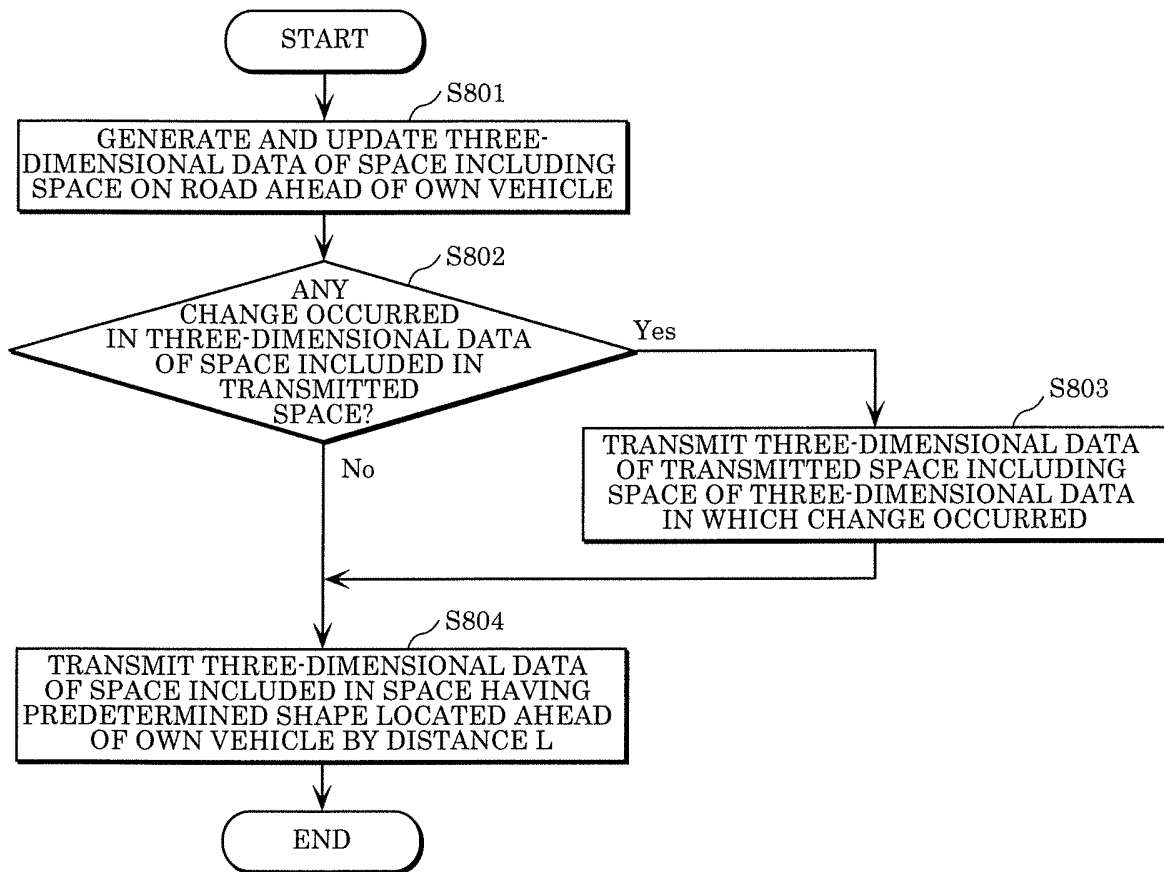 START
S801
GENERATE AND UPDATE THREE-
DIMENSIONAL DATA OF SPACE INCLUDING
SPACE ON ROAD AHEAD OF OWN VEHICLE
S802
ANY
CHANGE OCCURRED
IN THREE-DIMENSIONAL DATA
OF SPACE INCLUDED IN
TRANSMITTED
SPACE?
Yes
No
S803
TRANSMIT THREE-DIMENSIONAL DATA
OF TRANSMITTED SPACE INCLUDING
SPACE OF THREE-DIMENSIONAL DATA
IN WHICH CHANGE OCCURRED
S804
TRANSMIT THREE-DIMENSIONAL DATA
OF SPACE INCLUDED IN SPACE HAVING
PREDETERMINED SHAPE LOCATED AHEAD
OF OWN VEHICLE BY DISTANCE L
END